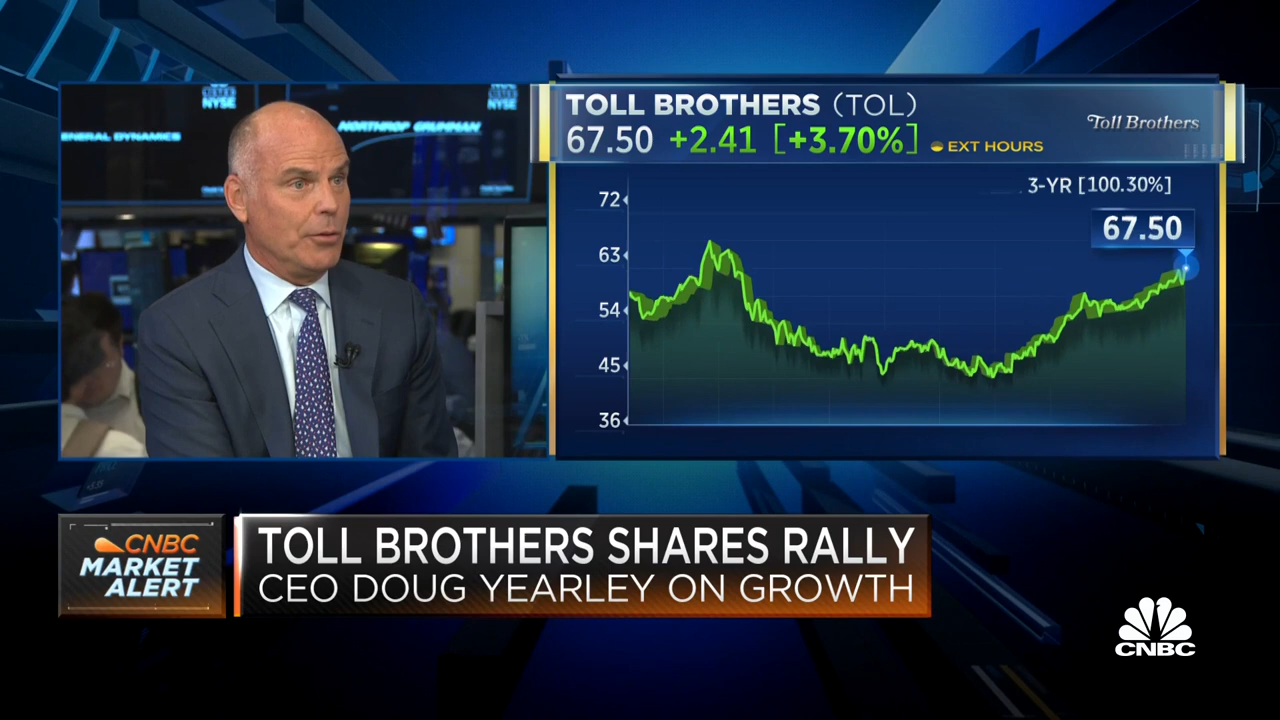 NYSE
NYSE
ENERAL DYNAMICS
NORTHROP GRUMMAN
TOLL BROTHERS (TOL)
67.50 +2.41 [+3.70%] EXT HOURS
Toll Brothers
3-YR [100.30%]
67.50
72
63
54
45
36
CNBC
MARKET
ALERT
TOLL BROTHERS SHARES RALLY
CEO DOUG YEARLEY ON GROWTH
CNBC